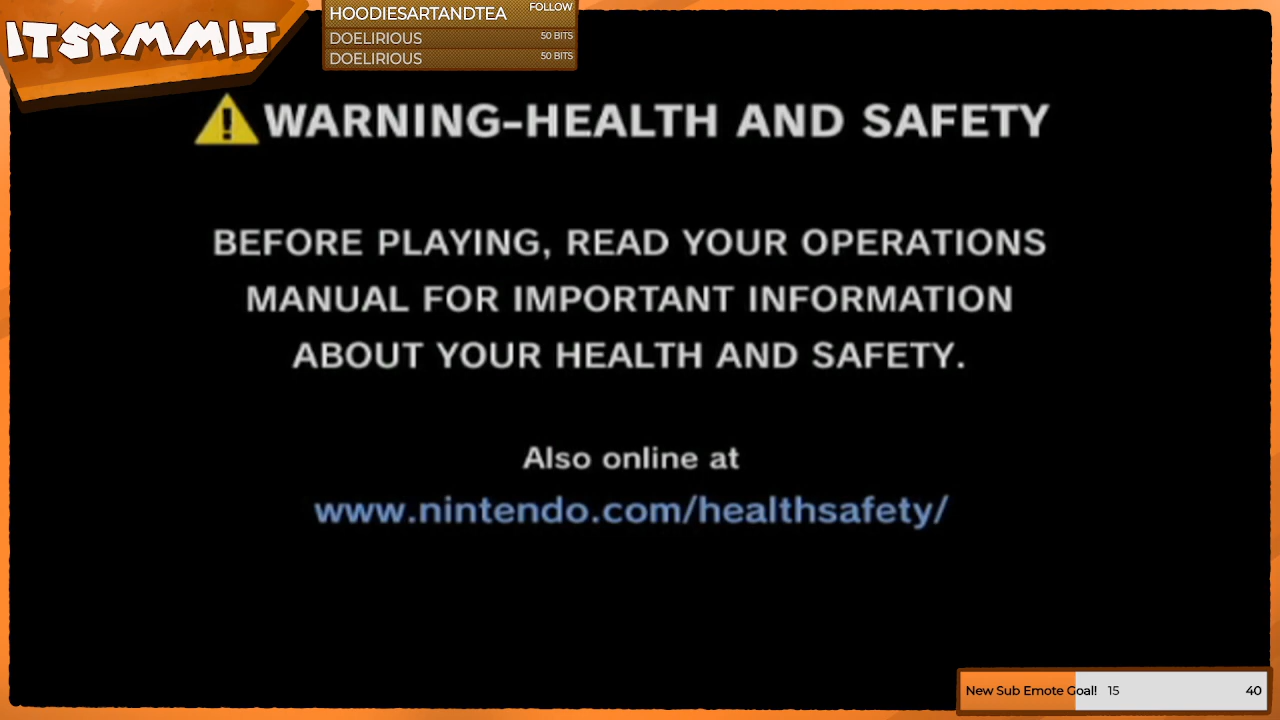 ITSYMMIJ
HOODIESARTANDTEA FOLLOW
DOELIRIOUS 50 BITS
DOELIRIOUS 50 BITS
WARNING-HEALTH AND SAFETY
BEFORE PLAYING, READ YOUR OPERATIONS
MANUAL FOR IMPORTANT INFORMATION
ABOUT YOUR HEALTH AND SAFETY.
Also online at
www.nintendo.com/healthsafety/
New Sub Emote Goal! 15 40